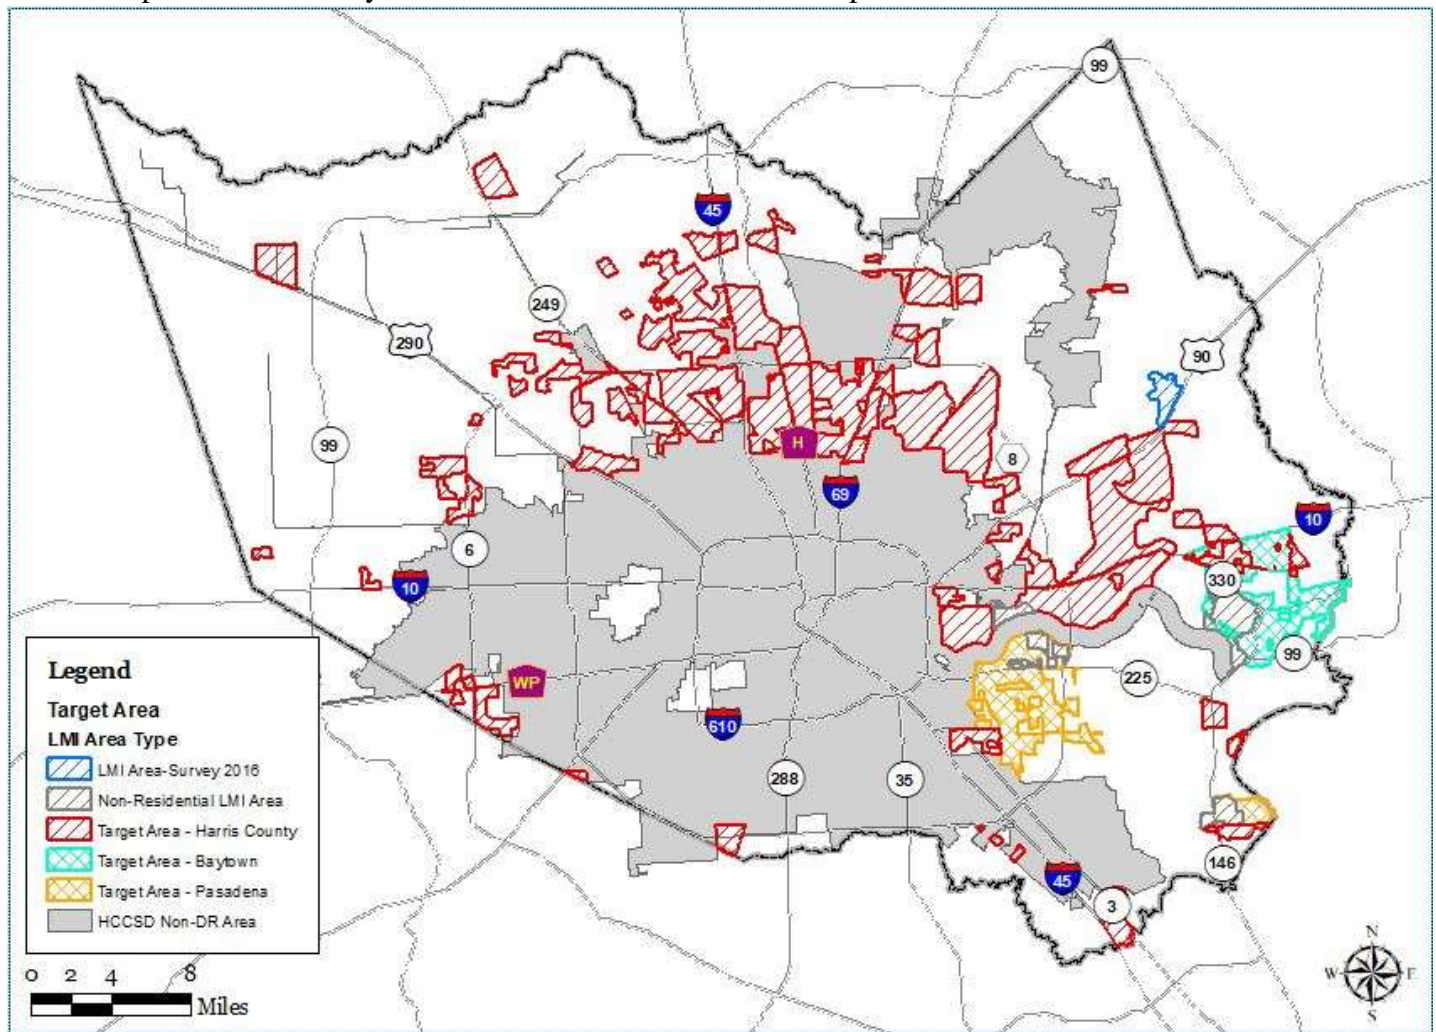 99
45
249
290
90
99
H
8
69
10
6
10
330
99
WP
225
610
288
35
146
45
3
Legend
Target Area
LMI Area Type
LMI Area-Survey 2016
Non-Residential LMI Area
Target Area - Harris County
Target Area - Baytown
Target Area - Pasadena
HCCSD Non-DR Area
0 2 4 8
Miles
N
W E
S